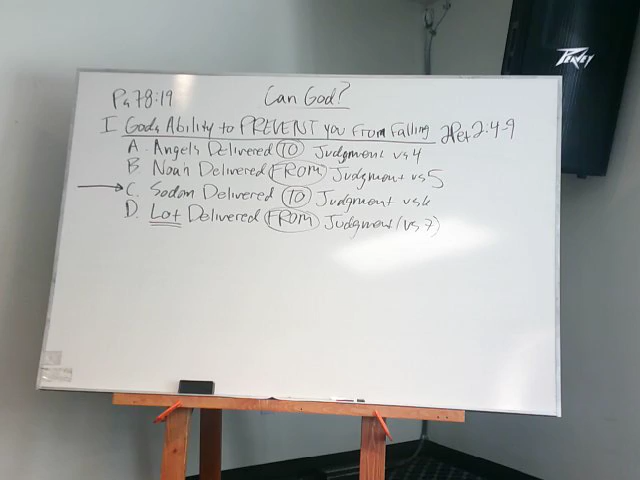 Ps 78:19 Can God?
I Gods Ability to PREVENT you From Falling 2Pet 2:4-9
A. Angels Delivered TO Judgment vs 4
B. Noah Delivered FROM Judgment vs 5
C. Sodom Delivered TO Judgment vs 6
D. Lot Delivered FROM Judgment (vs 7)
PEAVEY